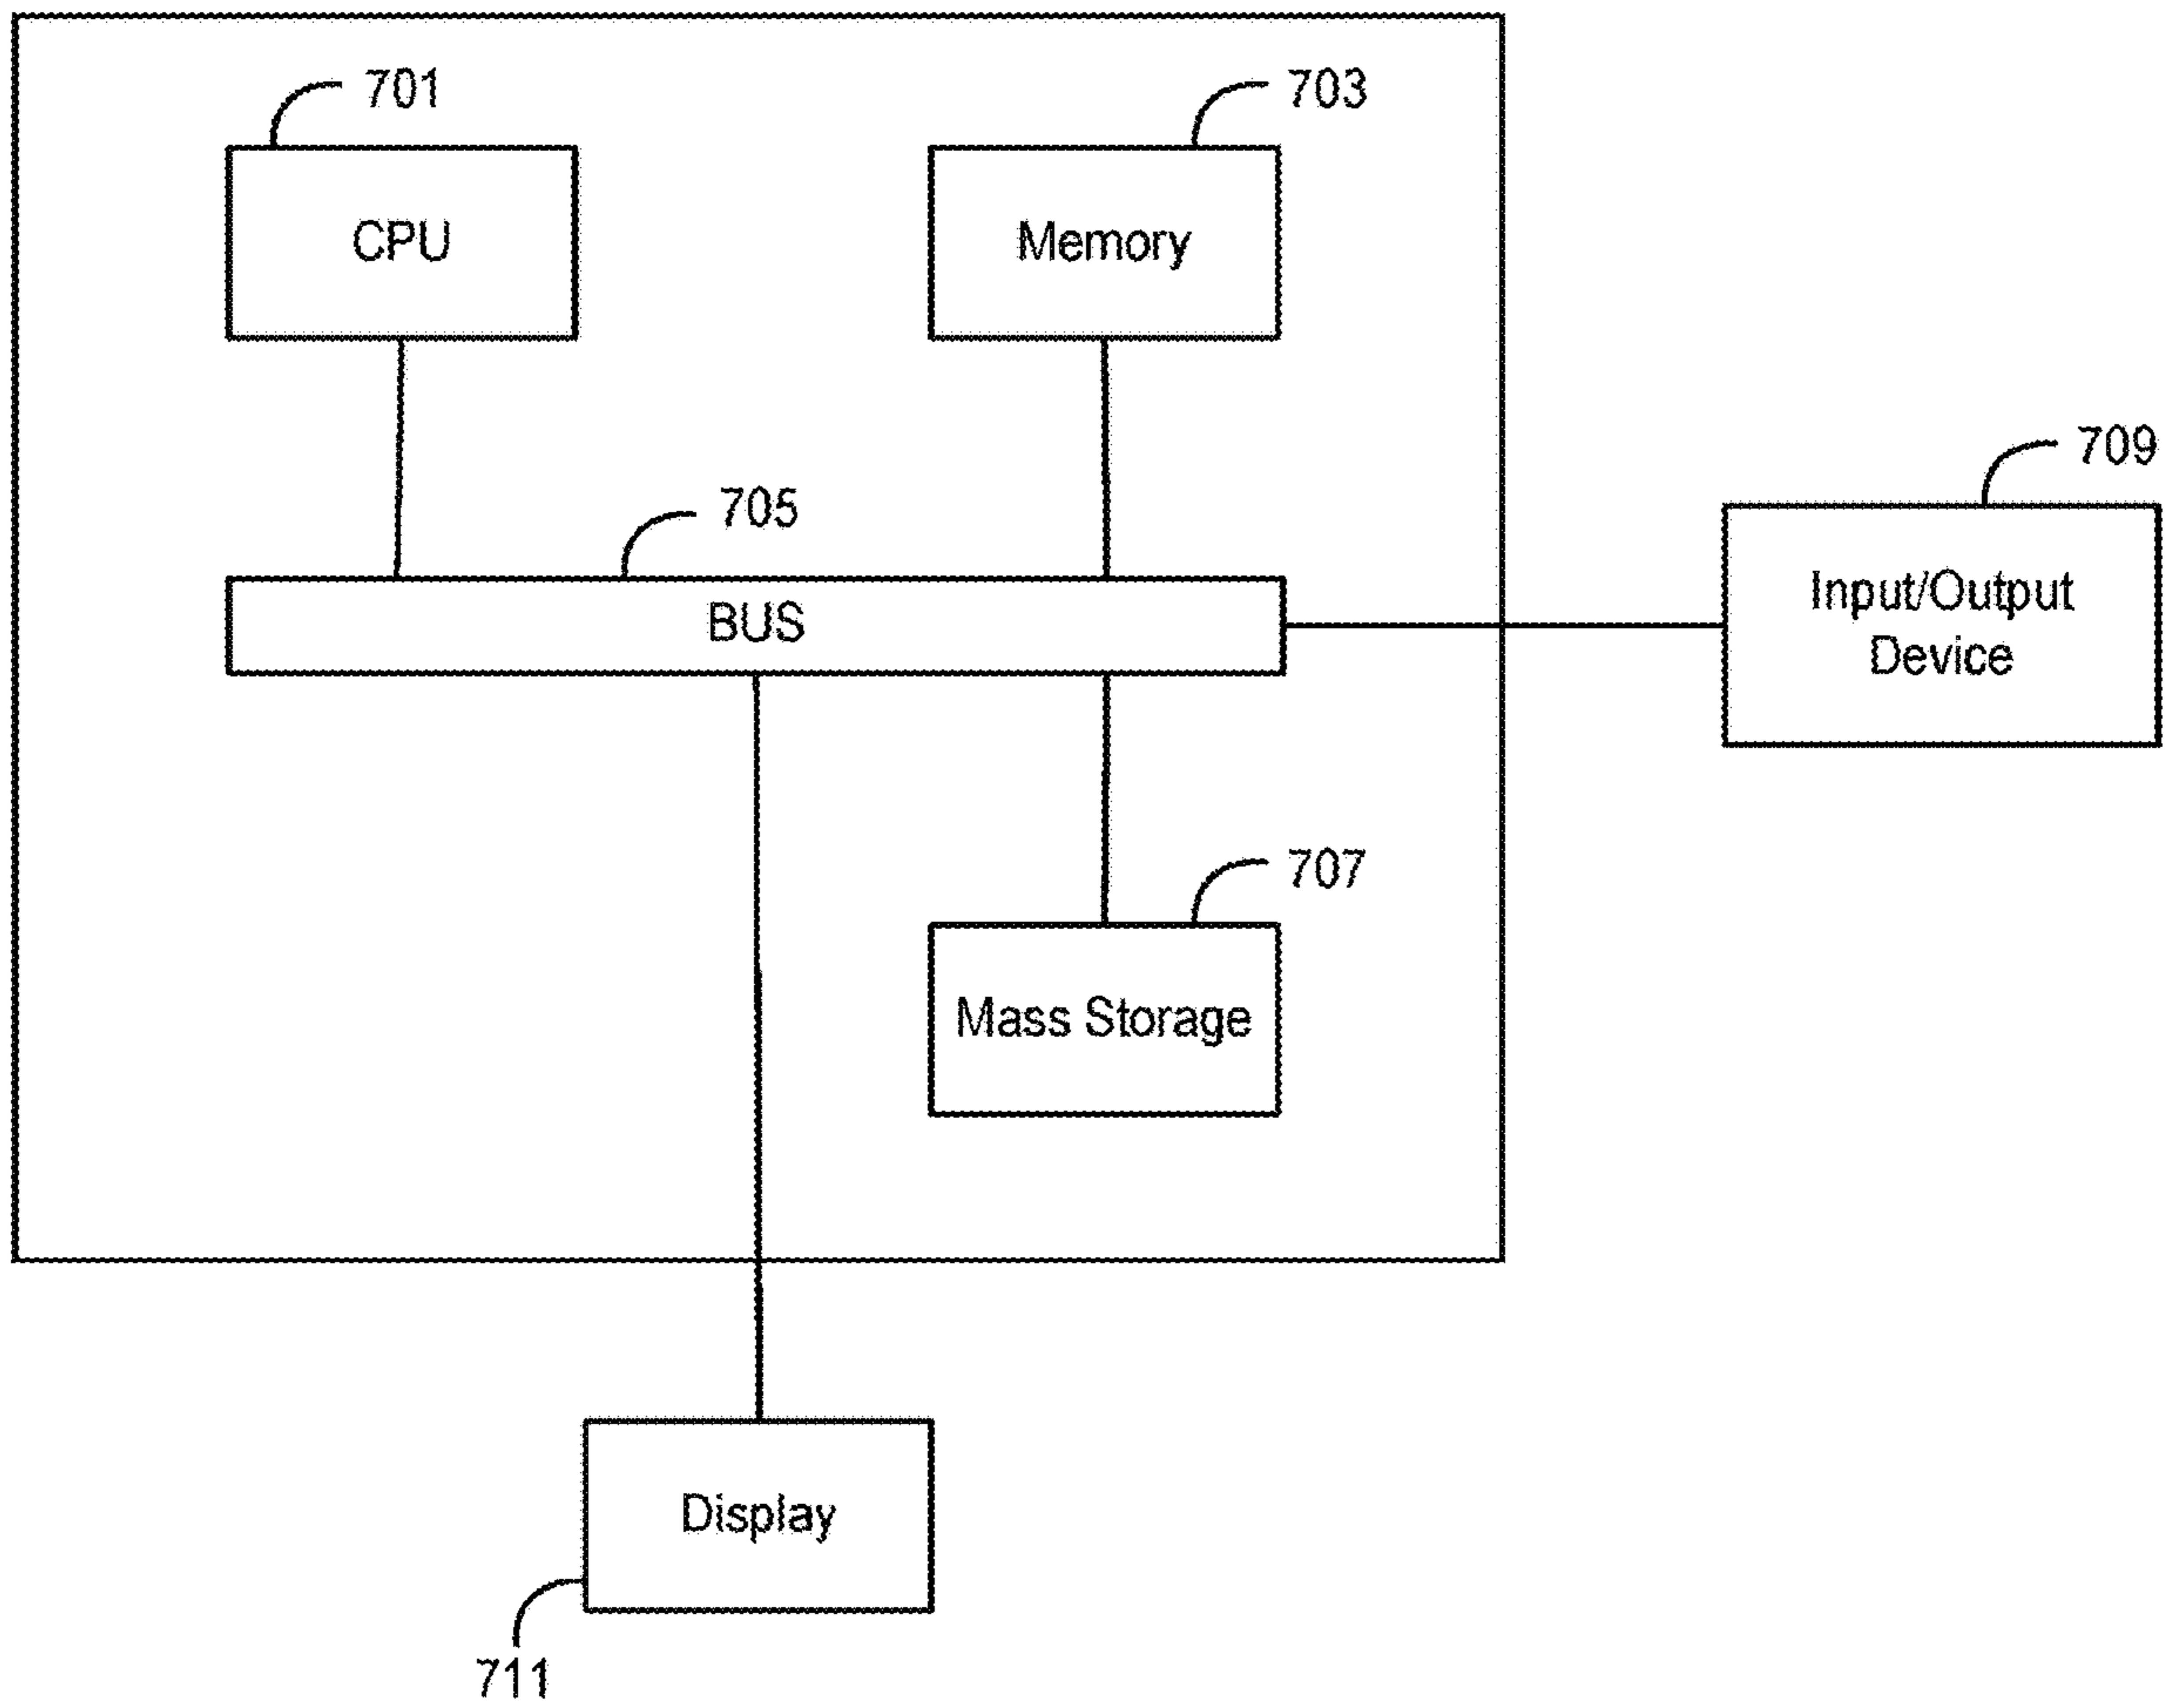 701
703
CPU
Memory
709
705
Input/Output
Device
BUS
707
Mass Storage
Display
711